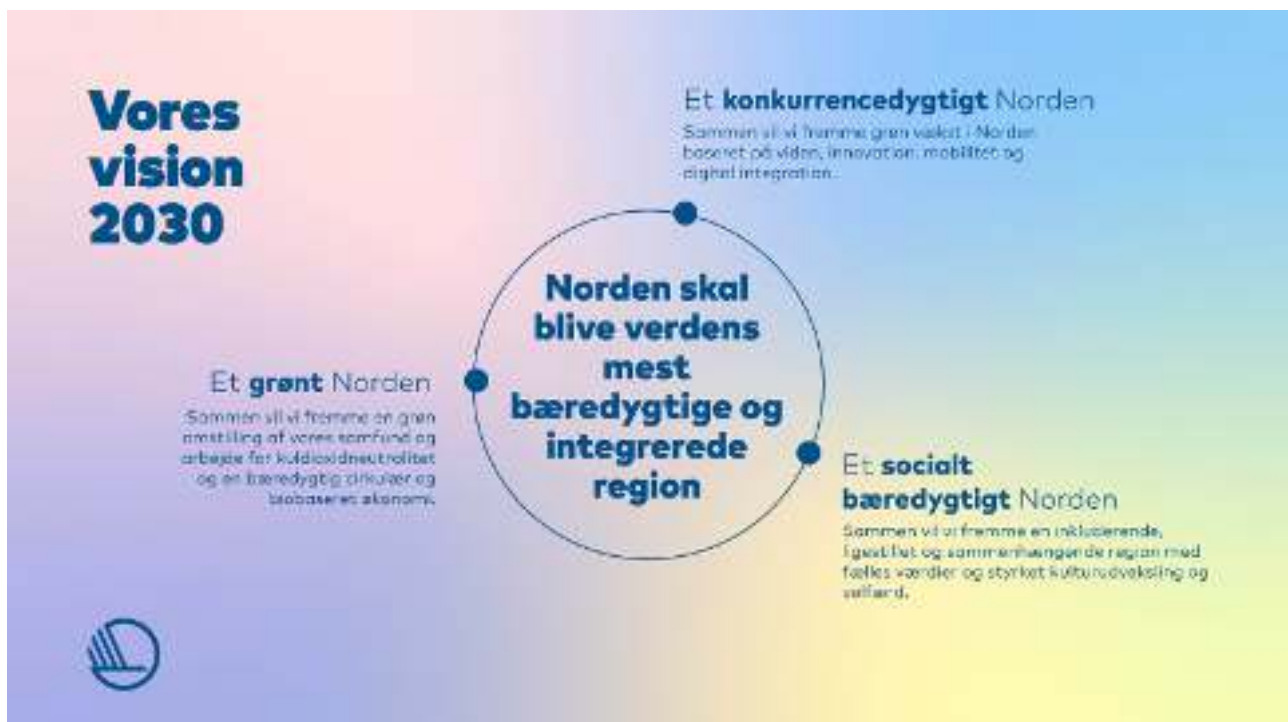 Vores
vision
2030
Et konkurrencedygtigt Norden
Sammen vil vi fremme grøn vækst i Norden
baseret på viden, innovation, mobilitet og
digital integration.
Norden skal
blive verdens
mest
bæredygtige og
integrerede
region
Et grønt Norden
Sammen vil vi fremme en grøn
omstilling af vores samfund og
arbejde for kuldioxidneutralitet
og en bæredygtig cirkulær og
biobaseret økonomi.
Et socialt
bæredygtigt Norden
Sammen vil vi fremme en inkluderende,
ligestillet og sammenhængende region med
fælles værdier og styrket kulturudveksling og
velfærd.